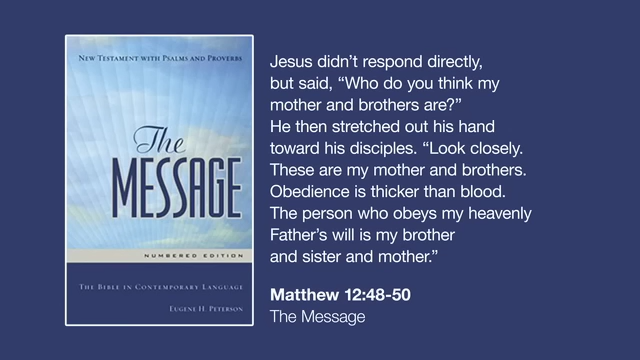 NEW TESTAMENT WITH PSALMS AND PROVERBS
The
MESSAGE
NUMBERED EDITION
THE BIBLE IN CONTEMPORARY LANGUAGE
EUGENE H. PETERSON
Jesus didn’t respond directly,
but said, “Who do you think my
mother and brothers are?”
He then stretched out his hand
toward his disciples. “Look closely.
These are my mother and brothers.
Obedience is thicker than blood.
The person who obeys my heavenly
Father’s will is my brother
and sister and mother.”
Matthew 12:48-50
The Message